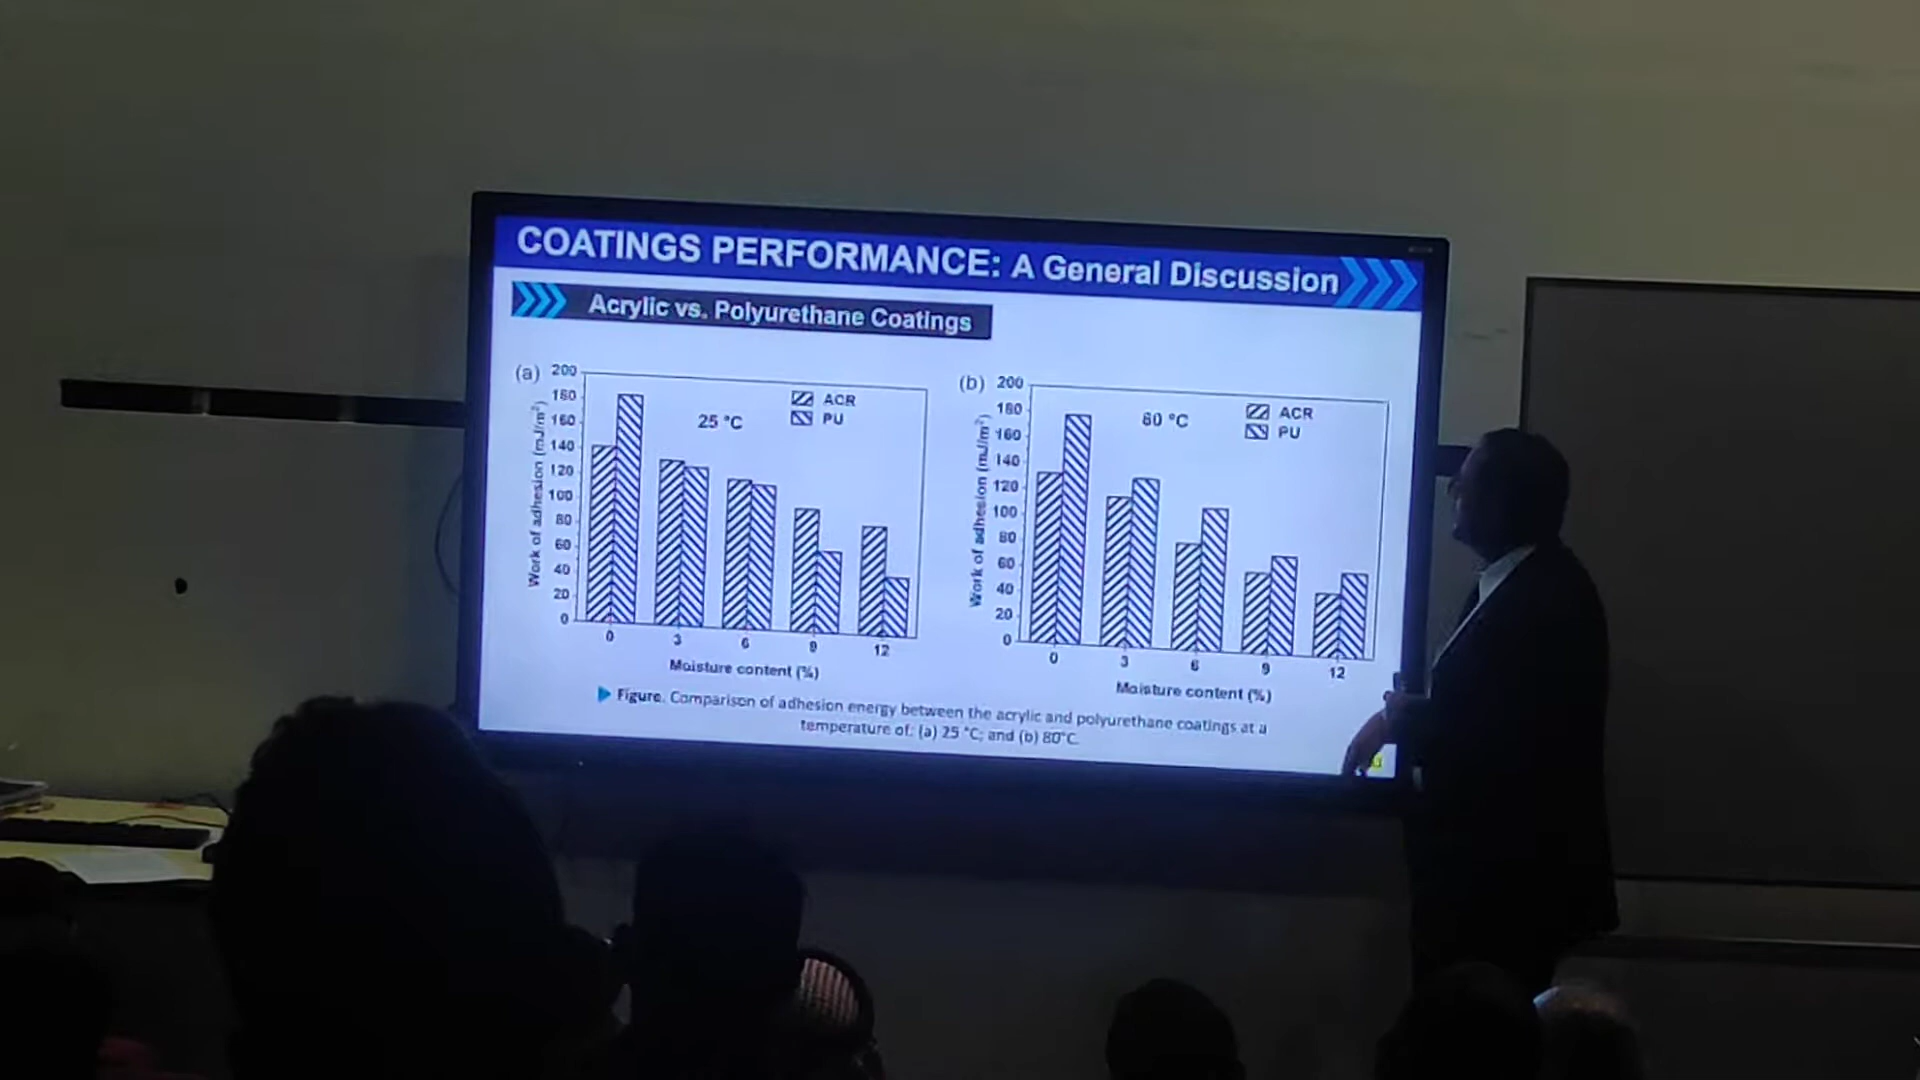 COATINGS PERFORMANCE: A General Discussion
Acrylic vs. Polyurethane Coatings
(a)
200
180
160
140
120
100
80
60
40
20
0
Work of adhesion (mJ/m²)
25 °C
ACR
PU
0 3 6 9 12
Moisture content (%)
(b)
200
180
160
140
120
100
80
60
40
20
0
Work of adhesion (mJ/m²)
80 °C
ACR
PU
0 3 6 9 12
Moisture content (%)
Figure. Comparison of adhesion energy between the acrylic and polyurethane coatings at a
temperature of: (a) 25 °C; and (b) 80°C.